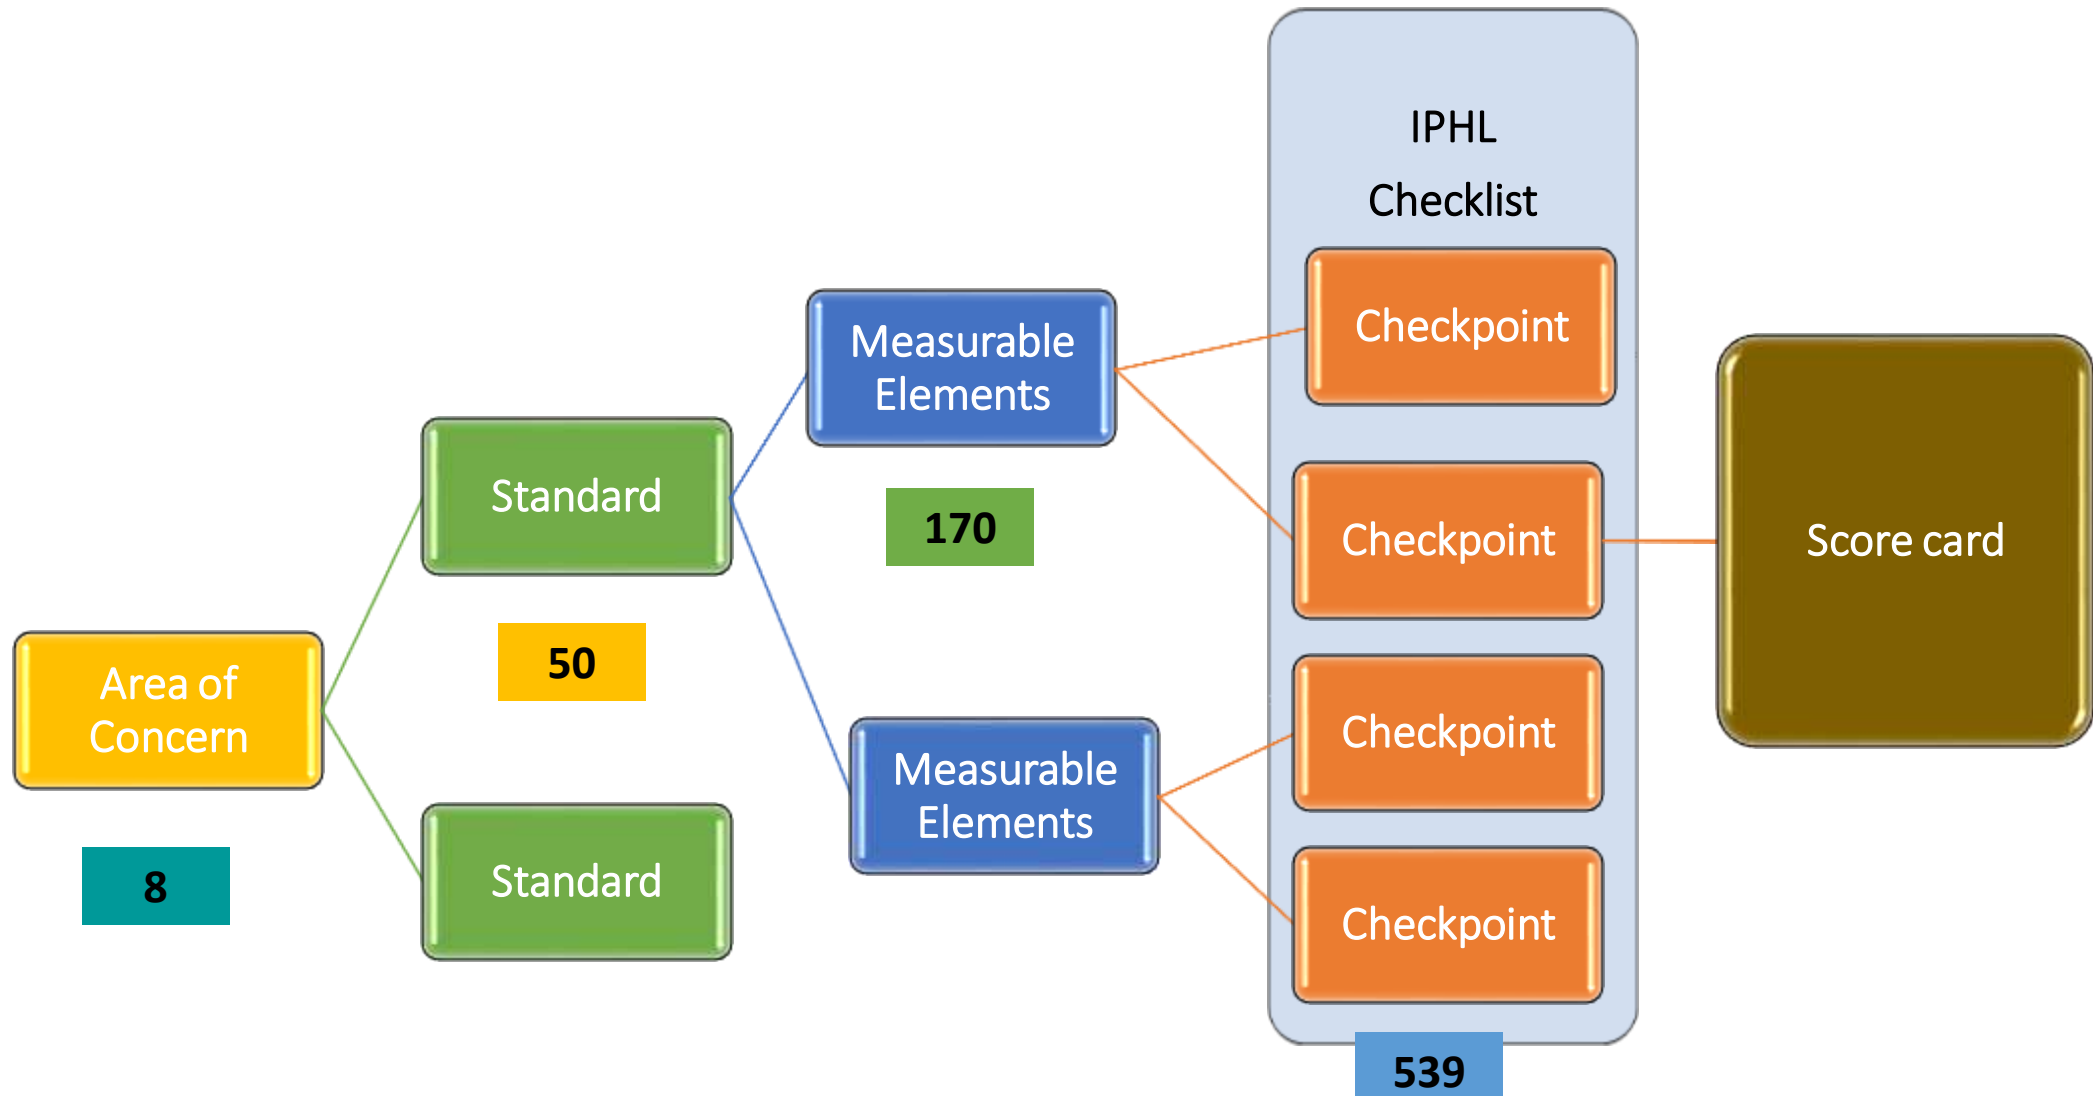 Area of
Concern
8
Standard
50
Standard
Measurable
Elements
170
Measurable
Elements
IPHL
Checklist
Checkpoint
Checkpoint
Checkpoint
Checkpoint
539
Score card